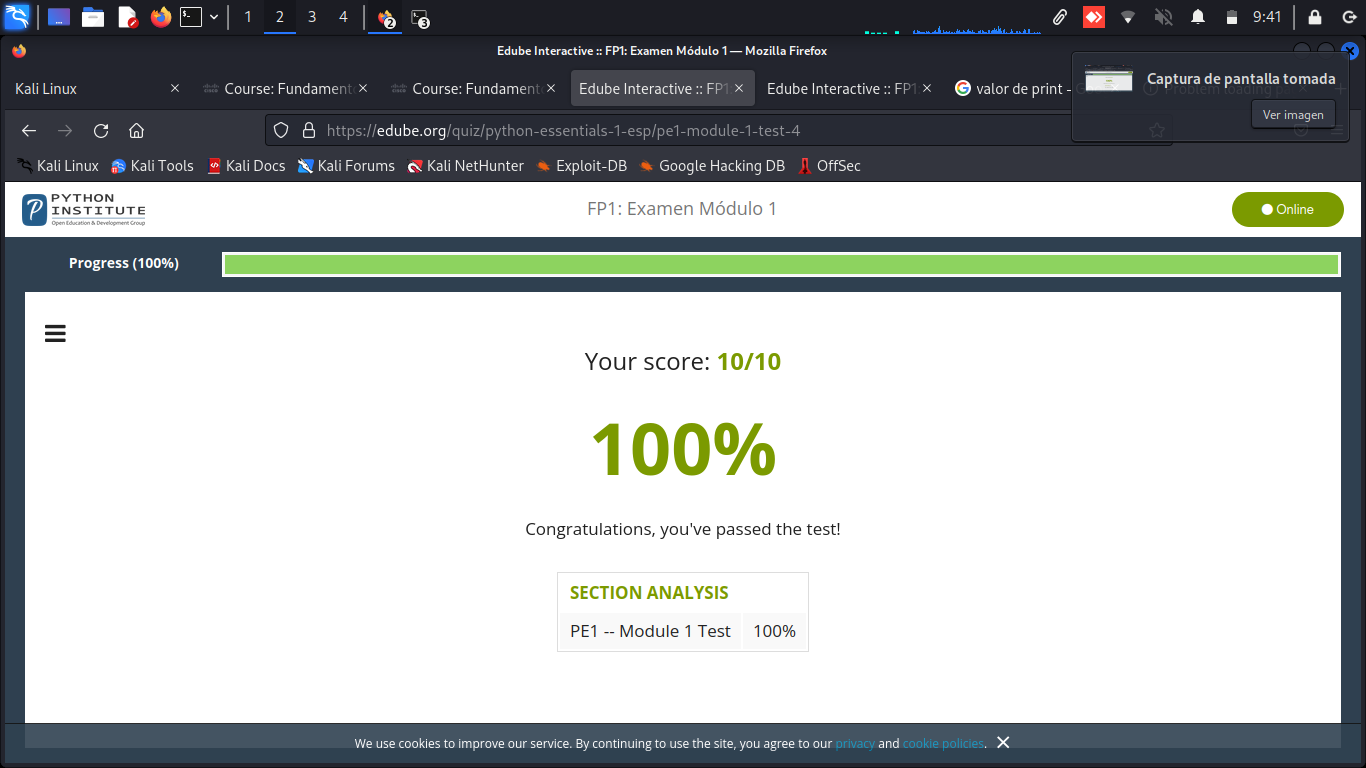 1 2 3 4 2 3 9:41
Edube Interactive :: FP1: Examen Módulo 1 — Mozilla Firefox
Captura de pantalla tomada
Ver imagen
Kali Linux Course: Fundament Course: Fundament Edube Interactive :: FP1: Edube Interactive :: FP1: valor de print - Problem loading pa
https://edube.org/quiz/python-essentials-1-esp/pe1-module-1-test-4
Kali Linux Kali Tools Kali Docs Kali Forums Kali NetHunter Exploit-DB Google Hacking DB OffSec
PYTHON
INSTITUTE
Open Education & Development Group
FP1: Examen Módulo 1
Online
Progress (100%)
Your score: 10/10
100%
Congratulations, you've passed the test!
SECTION ANALYSIS
PE1 -- Module 1 Test 100%
We use cookies to improve our service. By continuing to use the site, you agree to our privacy and cookie policies.